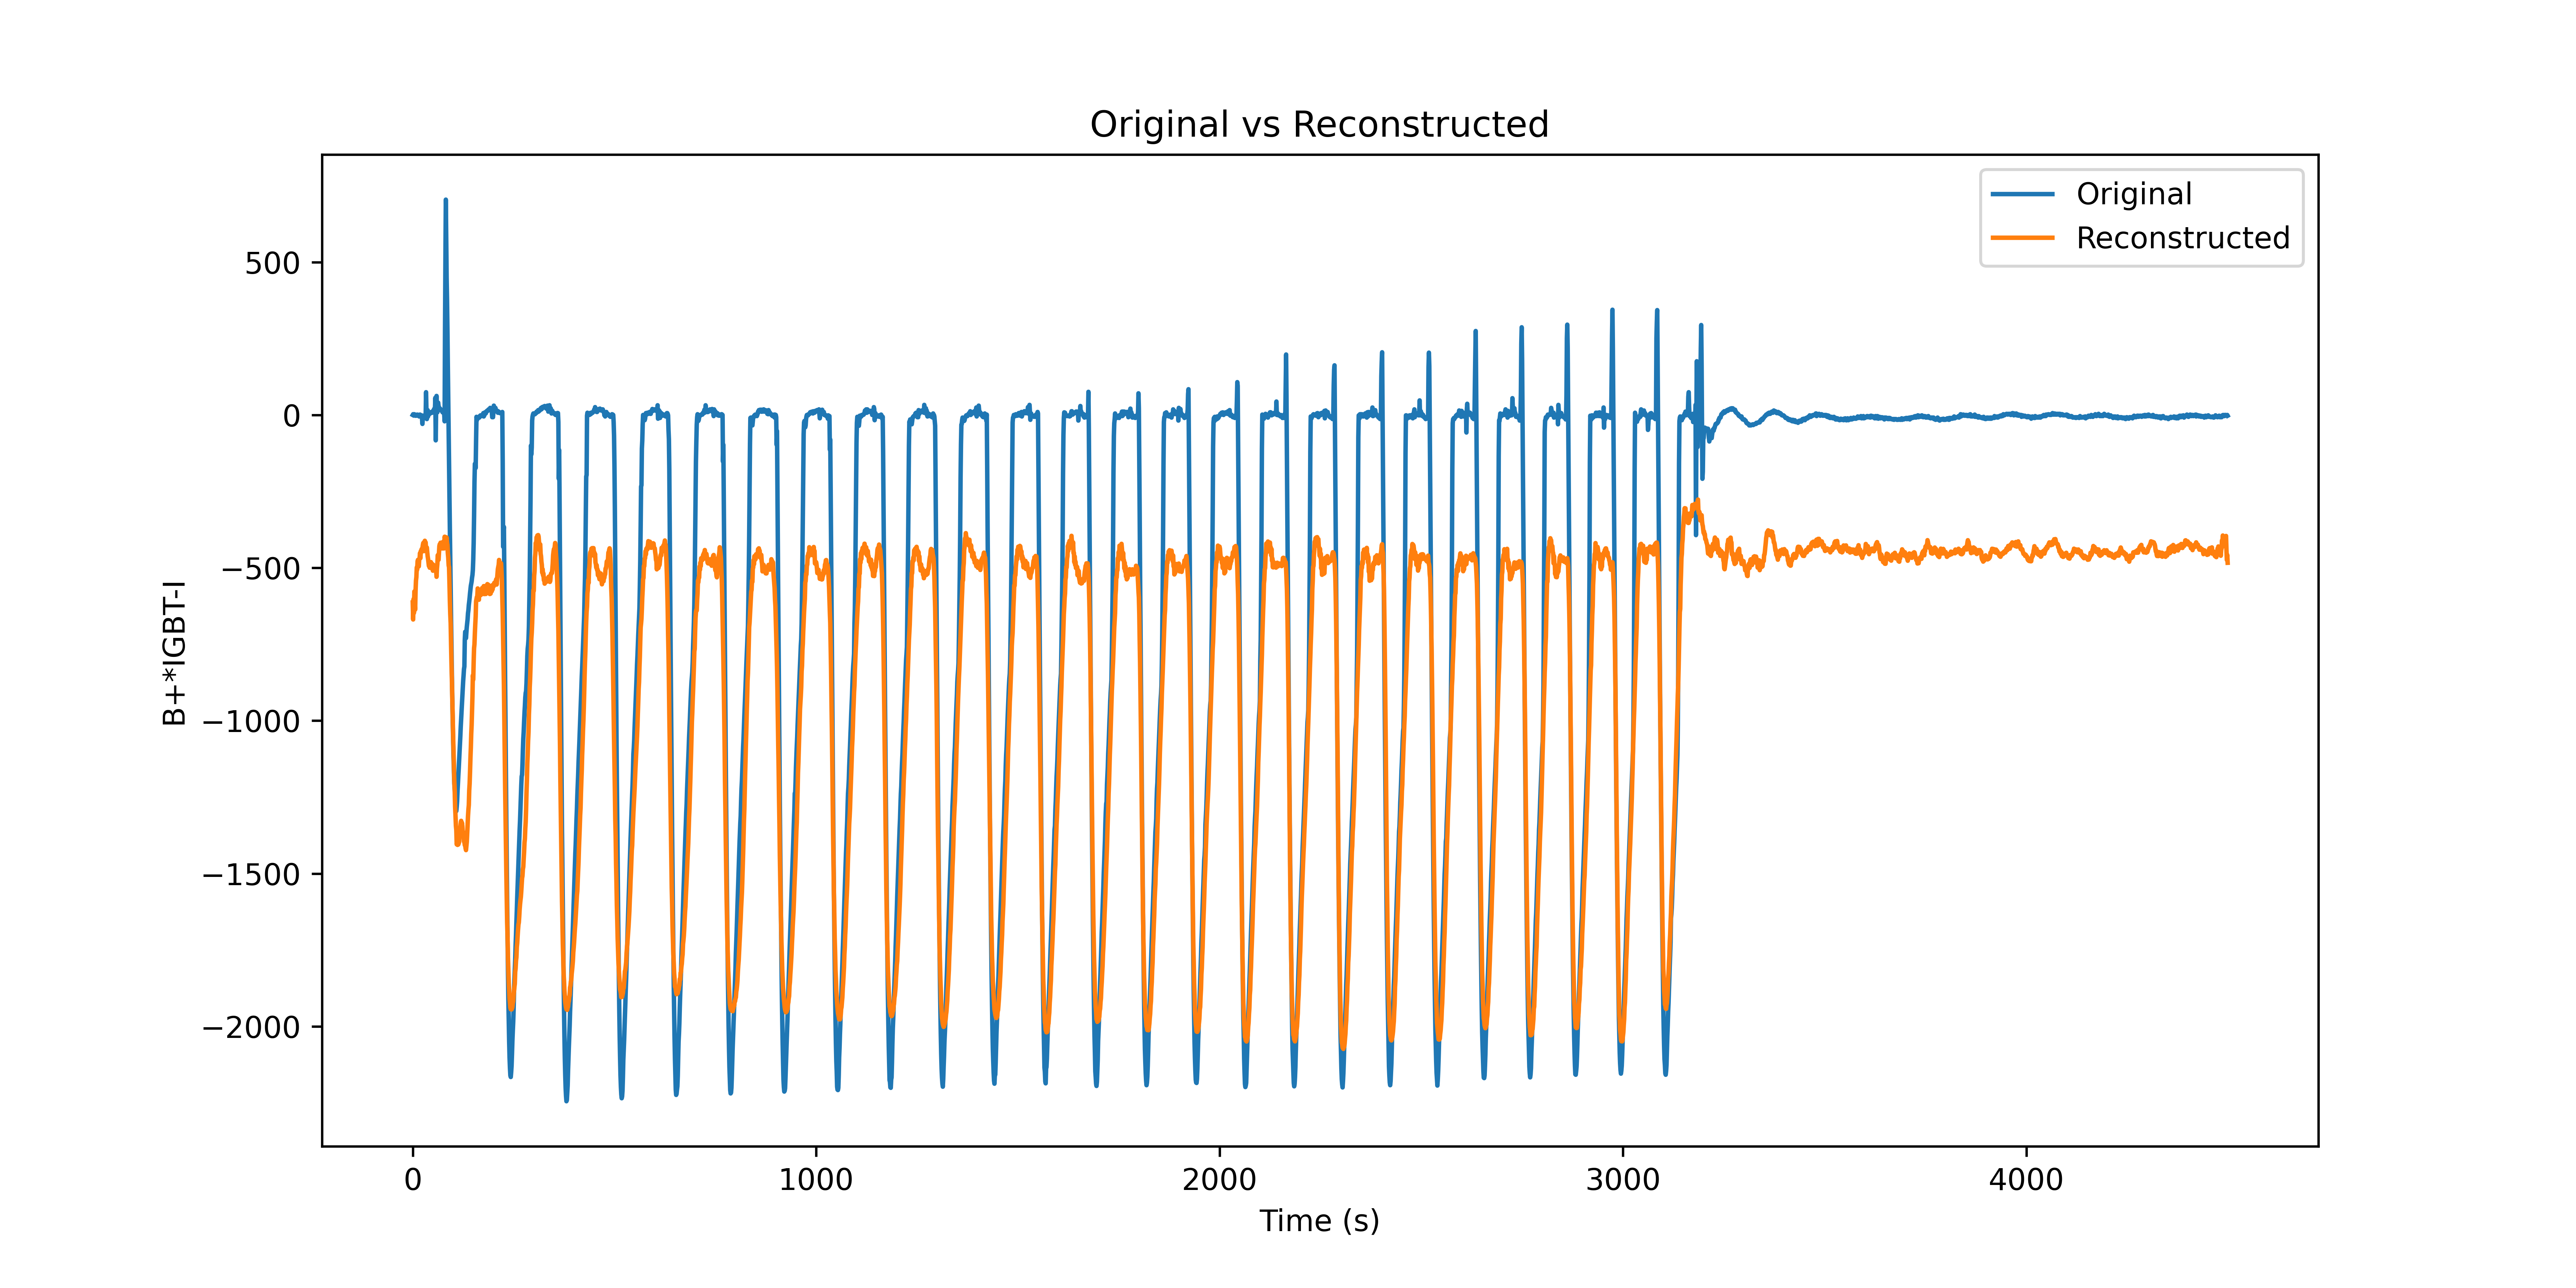 Original vs Reconstructed
Original
Reconstructed
B+*IGBT-I
500
0
−500
−1000
−1500
−2000
0
1000
2000
3000
4000
Time (s)